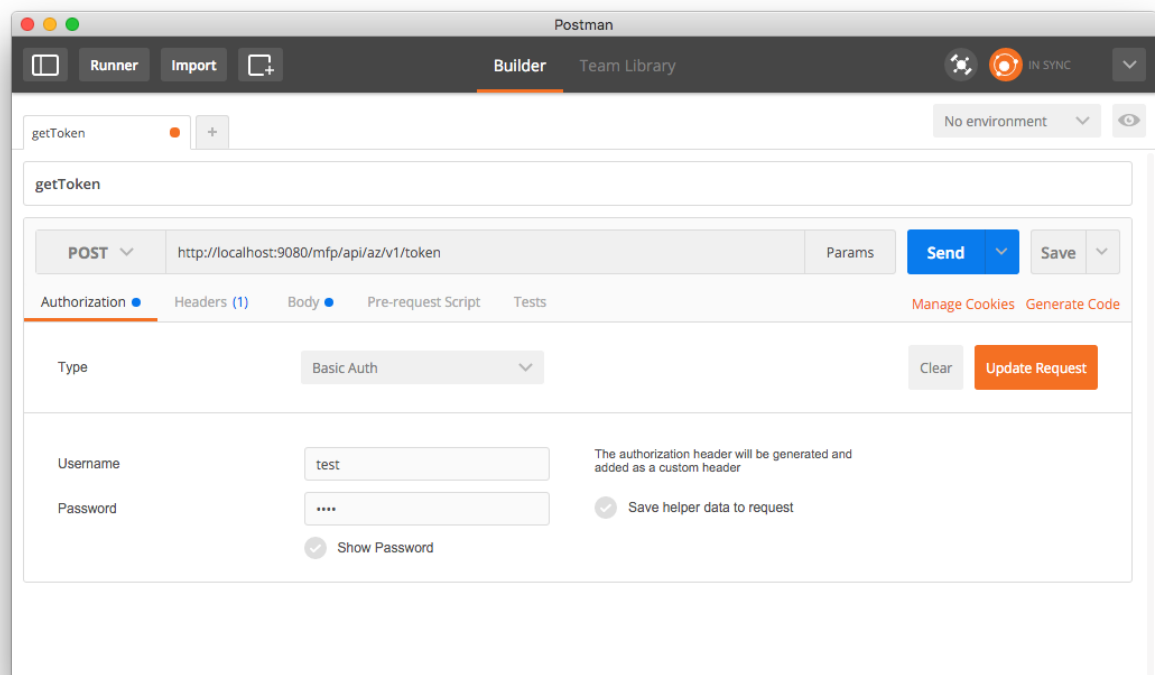 Postman
Runner Import Builder Team Library IN SYNC
getToken + No environment
getToken
POST http://localhost:9080/mfp/api/az/v1/token Params Send Save
Authorization Headers (1) Body Pre-request Script Tests Manage Cookies Generate Code
Type Basic Auth Clear Update Request
Username test The authorization header will be generated and
added as a custom header
Password •••• Save helper data to request
Show Password